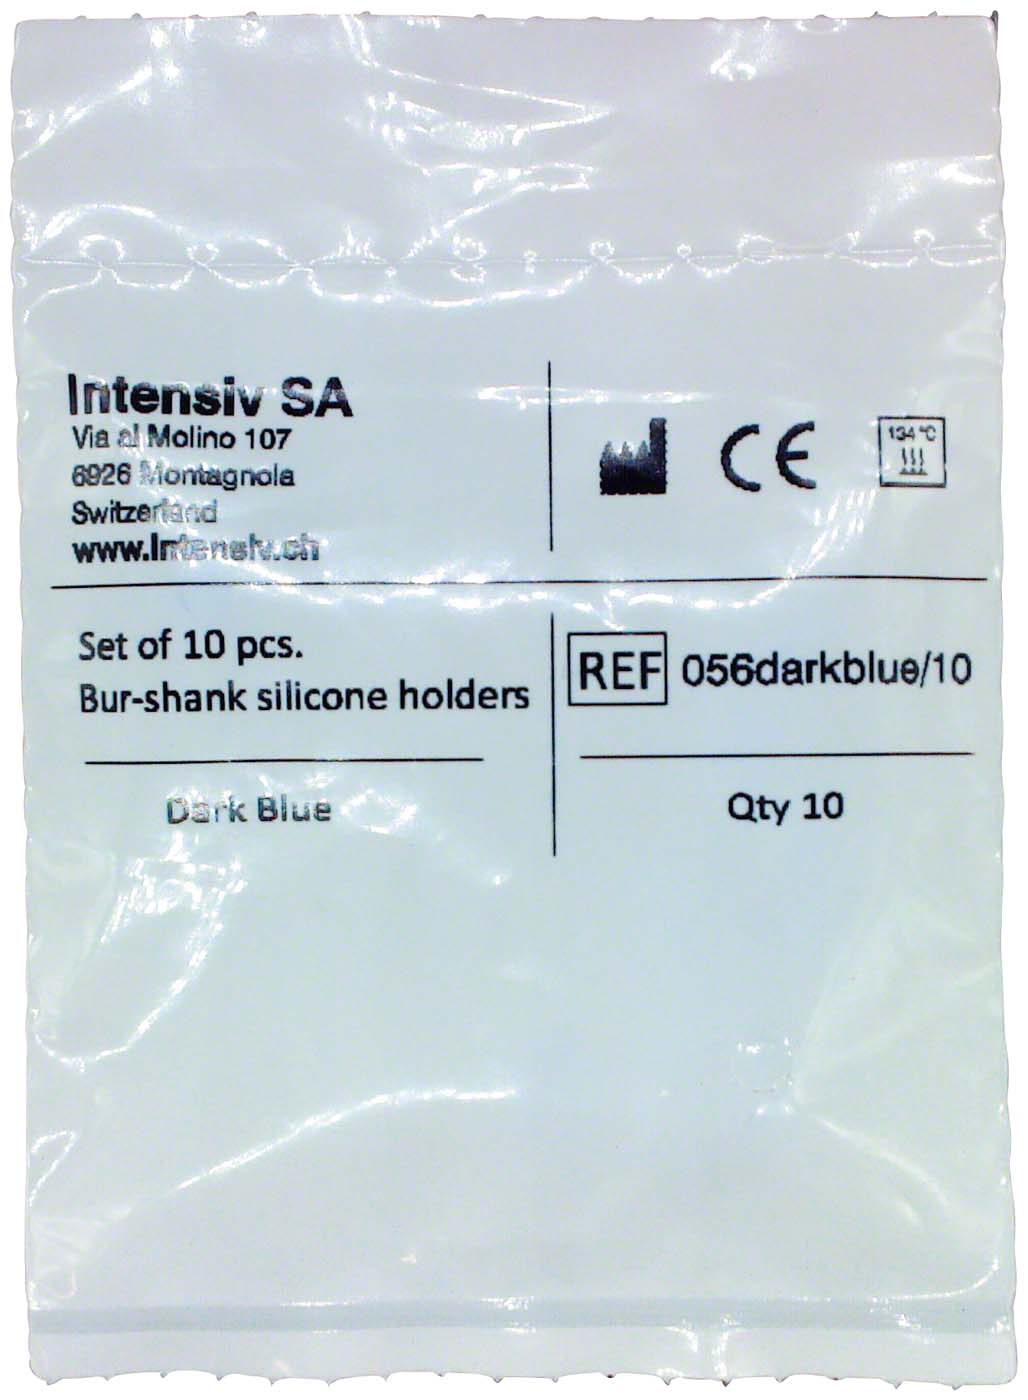 Intensiv SA
Via al Molino 107
6926 Montagnola
Switzerland
www.Intensiv.ch
CE
134 °C
Set of 10 pcs.
Bur-shank silicone holders
Dark Blue
REF 056darkblue/10
Qty 10